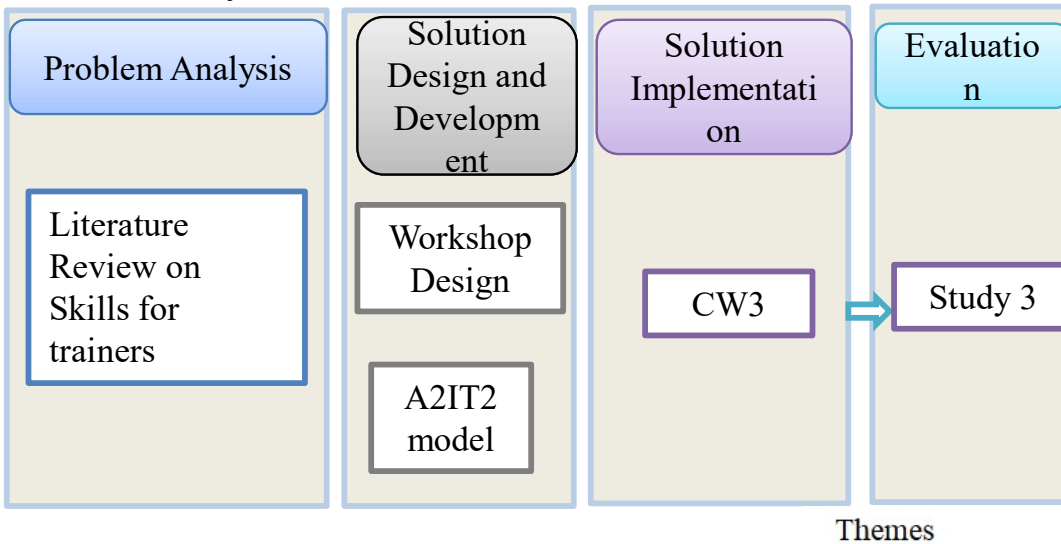 Problem Analysis
Literature
Review on
Skills for
trainers
Solution
Design and
Developm
ent
Workshop
Design
A2IT2
model
Solution
Implementati
on
CW3
Evaluatio
n
Study 3
Themes